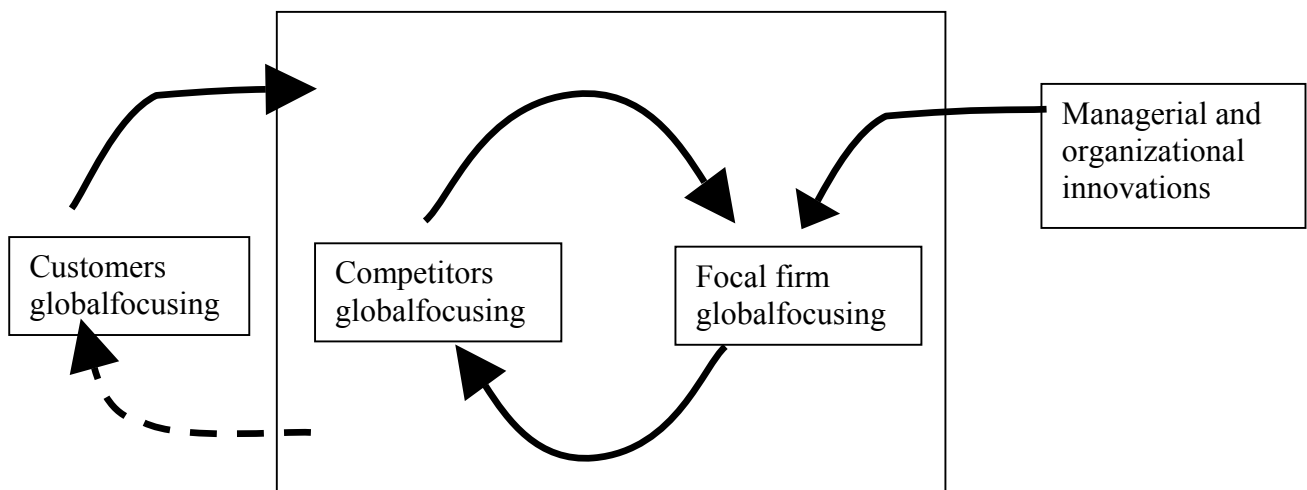 Customers
globalfocusing
Competitors
globalfocusing
Focal firm
globalfocusing
Managerial and
organizational
innovations